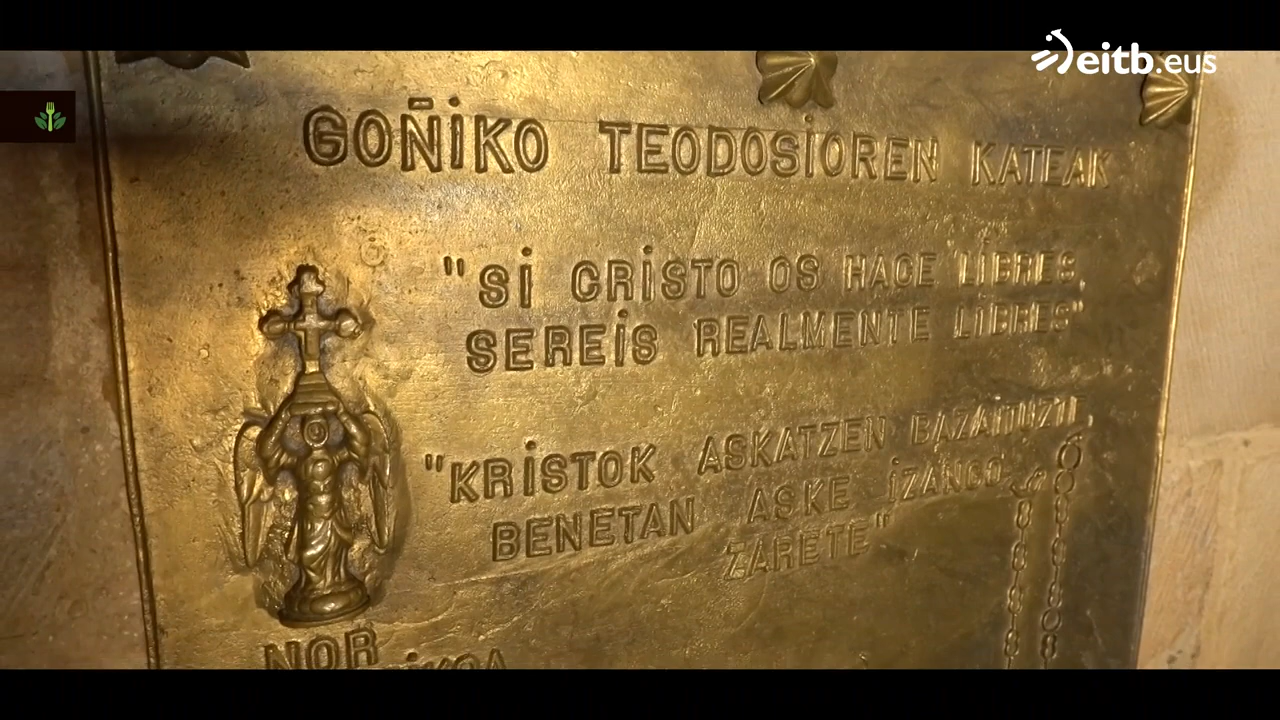 eitb.eus
GOÑIKO TEODOSIOREN KATEAK
"SI CRISTO OS HACE LIBRES,
SEREIS REALMENTE LIBRES"
"KRISTOK ASKATZEN BAZAITUZTE,
BENETAN ASKE IZANGO
ZARETE"
NOR